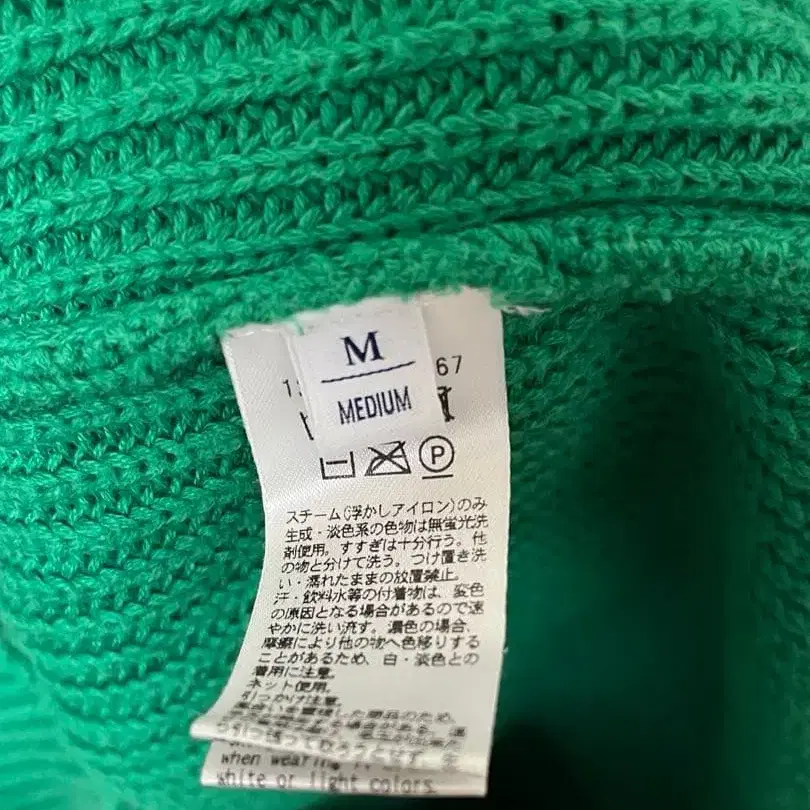 M
MEDIUM
67
P
スチーム(浮かしアイロン)のみ
生成・淡色系の色物は無蛍光洗
剤使用。すすぎは十分行う。他
の物と分けて洗う。つけ置き洗
い・濡れたままの放置禁止。
汗・飲料水等の付着物は、変色
の原因となる場合があるので速
やかに洗い流す。濃色の場合、
摩擦により他の物へ色移りする
ことがあるため、白・淡色との
着用に注意。
ネット使用。
引っかけ注意。
when wearing
white or light colors.